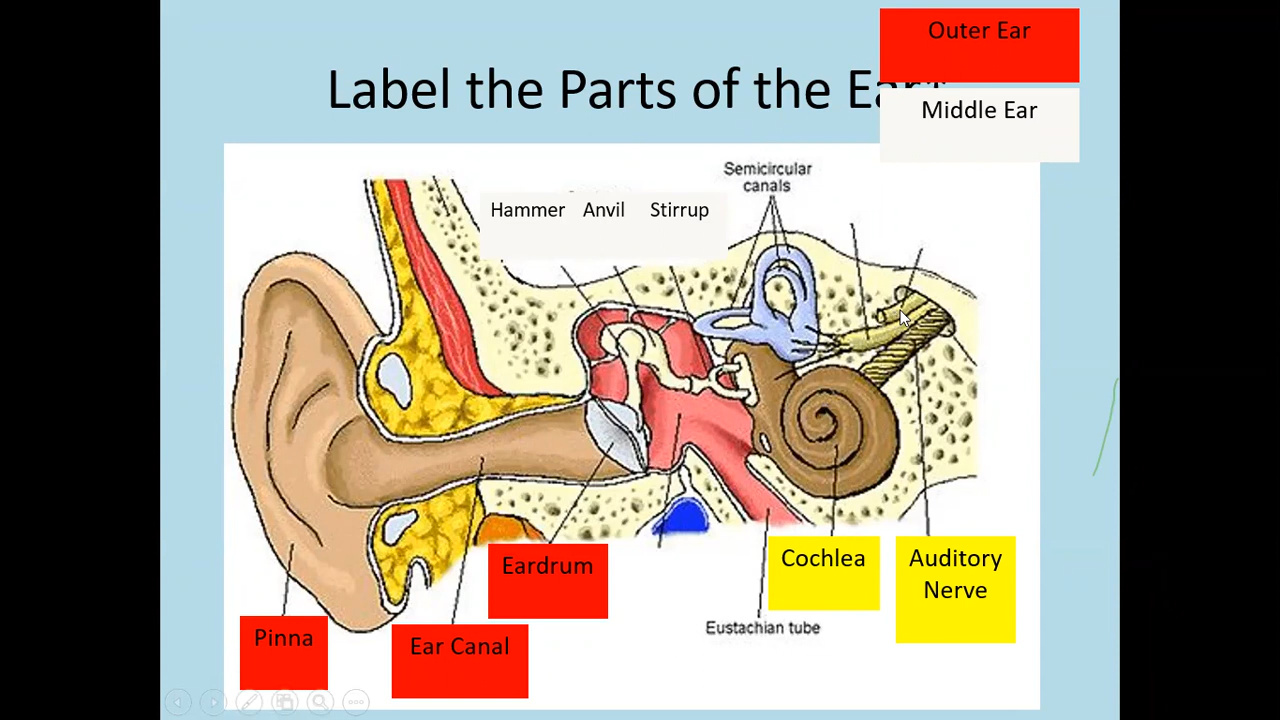 Outer Ear
Label the Parts of the
Middle Ear
Semicircular
canals
Hammer Anvil Stirrup
Eardrum
Cochlea
Auditory
Nerve
Pinna
Ear Canal
Eustachian tube